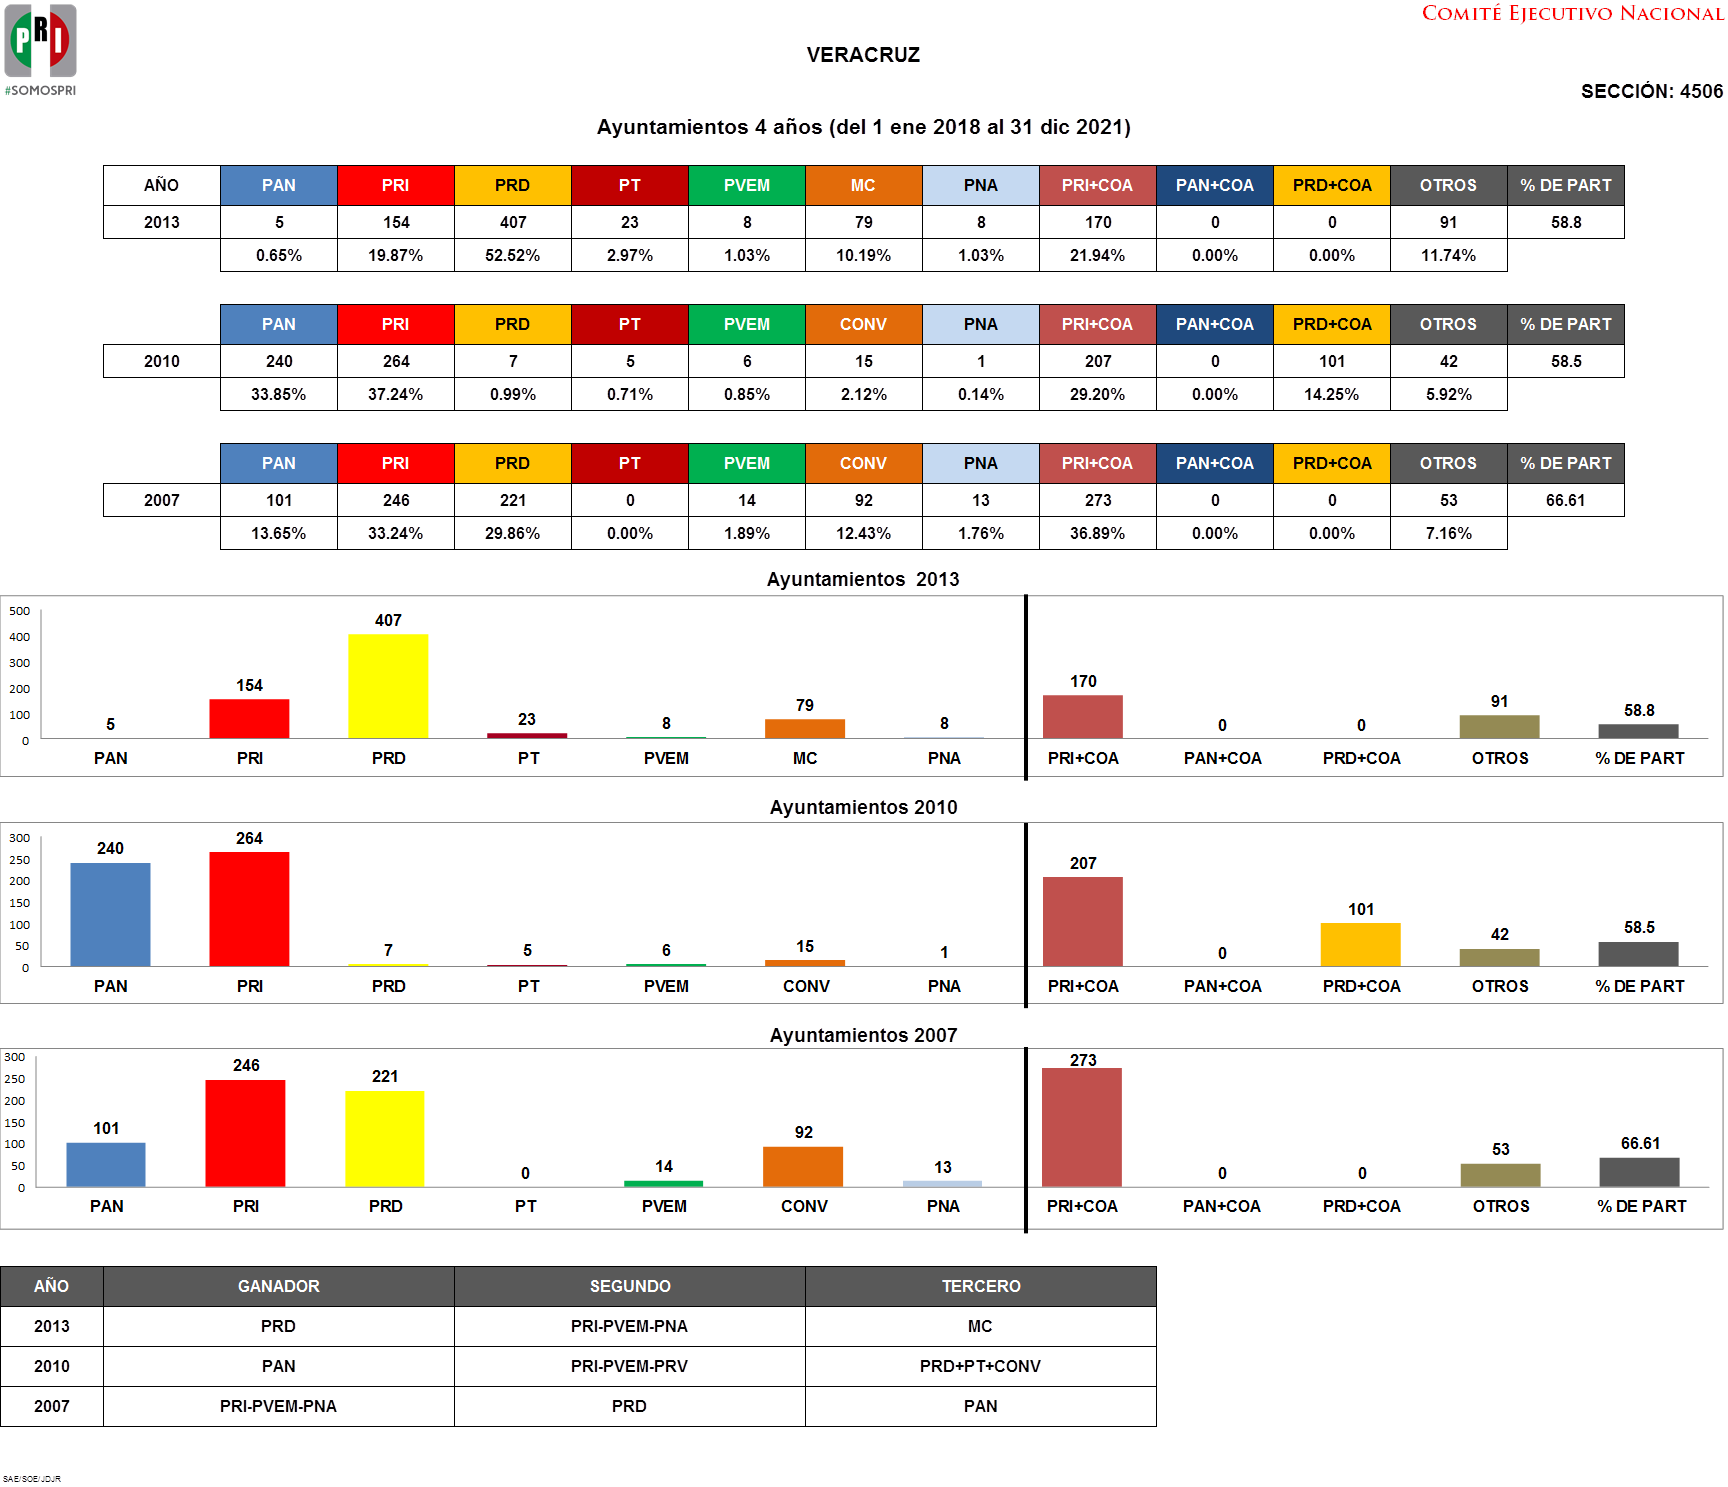 PRI
#SOMOSPRI
COMITÉ EJECUTIVO NACIONAL
VERACRUZ
SECCIÓN: 4506
Ayuntamientos 4 años (del 1 ene 2018 al 31 dic 2021)
AÑO PAN PRI PRD PT PVEM MC PNA PRI+COA PAN+COA PRD+COA OTROS % DE PART
2013 5 154 407 23 8 79 8 170 0 0 91 58.8
0.65% 19.87% 52.52% 2.97% 1.03% 10.19% 1.03% 21.94% 0.00% 0.00% 11.74%
PAN PRI PRD PT PVEM CONV PNA PRI+COA PAN+COA PRD+COA OTROS % DE PART
2010 240 264 7 5 6 15 1 207 0 101 42 58.5
33.85% 37.24% 0.99% 0.71% 0.85% 2.12% 0.14% 29.20% 0.00% 14.25% 5.92%
PAN PRI PRD PT PVEM CONV PNA PRI+COA PAN+COA PRD+COA OTROS % DE PART
2007 101 246 221 0 14 92 13 273 0 0 53 66.61
13.65% 33.24% 29.86% 0.00% 1.89% 12.43% 1.76% 36.89% 0.00% 0.00% 7.16%
Ayuntamientos 2013
500
400
300
200
100
0
5 154 407 23 8 79 8 170 0 0 91 58.8
PAN PRI PRD PT PVEM MC PNA PRI+COA PAN+COA PRD+COA OTROS % DE PART
Ayuntamientos 2010
300
250
200
150
100
50
0
240 264 7 5 6 15 1 207 0 101 42 58.5
PAN PRI PRD PT PVEM CONV PNA PRI+COA PAN+COA PRD+COA OTROS % DE PART
Ayuntamientos 2007
300
250
200
150
100
50
0
101 246 221 0 14 92 13 273 0 0 53 66.61
PAN PRI PRD PT PVEM CONV PNA PRI+COA PAN+COA PRD+COA OTROS % DE PART
AÑO GANADOR SEGUNDO TERCERO
2013 PRD PRI-PVEM-PNA MC
2010 PAN PRI-PVEM-PRV PRD+PT+CONV
2007 PRI-PVEM-PNA PRD PAN
SAE/SOE/JDJR